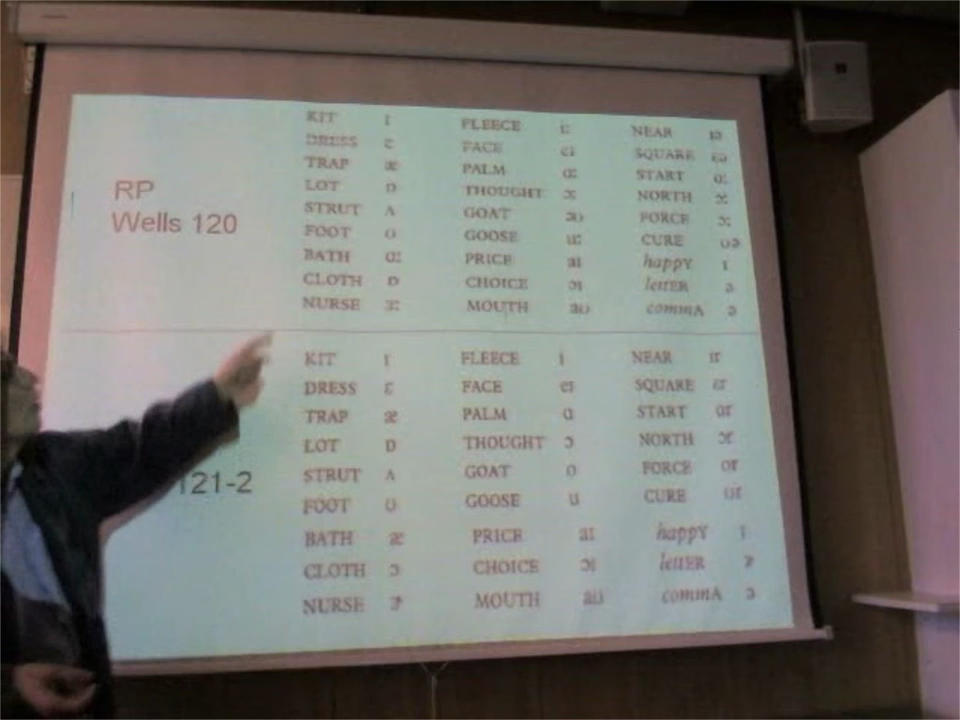 RP
Wells 120
KIT ɪ FLEECE iː NEAR ɪə
DRESS e FACE eɪ SQUARE ɛə
TRAP æ PALM ɑː START ɑː
LOT ɒ THOUGHT ɔː NORTH ɔː
STRUT ʌ GOAT əʊ FORCE ɔː
FOOT ʊ GOOSE uː CURE ʊə
BATH ɑː PRICE aɪ happY ɪ
CLOTH ɒ CHOICE ɔɪ lettER ə
NURSE ɜː MOUTH aʊ commA ə
121-2
KIT ɪ FLEECE i NEAR ɪr
DRESS ɛ FACE eɪ SQUARE ɛr
TRAP æ PALM ɑ START ɑr
LOT ɒ THOUGHT ɔ NORTH ɔr
STRUT ʌ GOAT o FORCE or
FOOT ʊ GOOSE u CURE ʊr
BATH æ PRICE aɪ happY ɪ
CLOTH ɔ CHOICE ɔɪ lettER ɚ
NURSE ɝ MOUTH aʊ commA ə